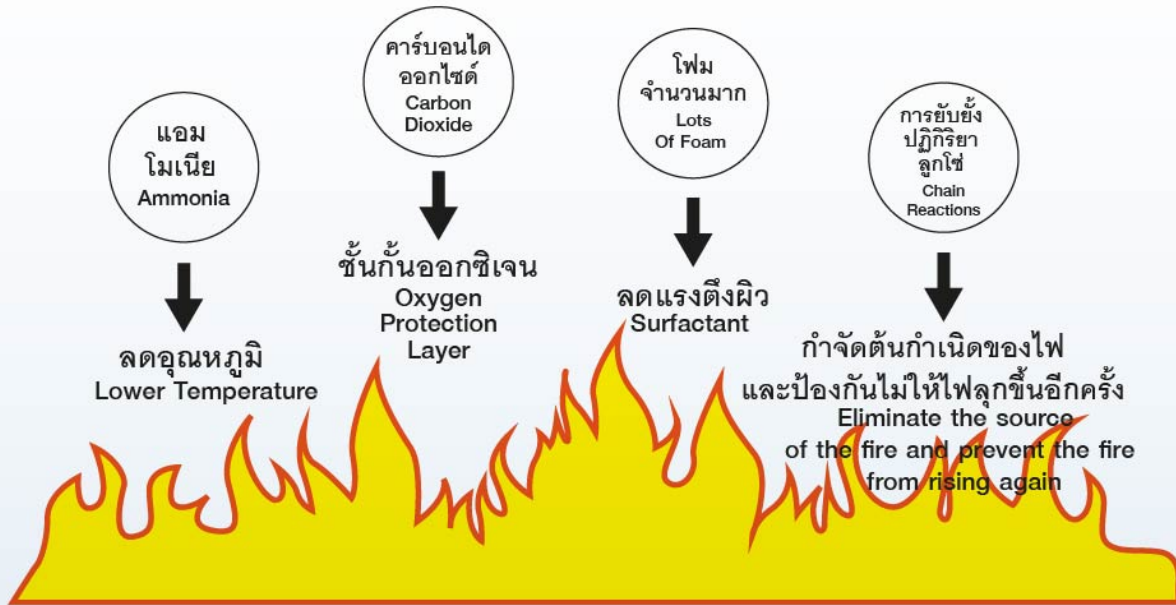 แอม
โมเนีย
Ammonia
ลดอุณหภูมิ
Lower Temperature
คาร์บอนได
ออกไซด์
Carbon
Dioxide
ชั้นกั้นออกซิเจน
Oxygen
Protection
Layer
โฟม
จำนวนมาก
Lots
Of Foam
ลดแรงตึงผิว
Surfactant
การยับยั้ง
ปฏิกิริยา
ลูกโซ่
Chain
Reactions
กำจัดต้นกำเนิดของไฟ
และป้องกันไม่ให้ไฟลุกขึ้นอีกครั้ง
Eliminate the source
of the fire and prevent the fire
from rising again